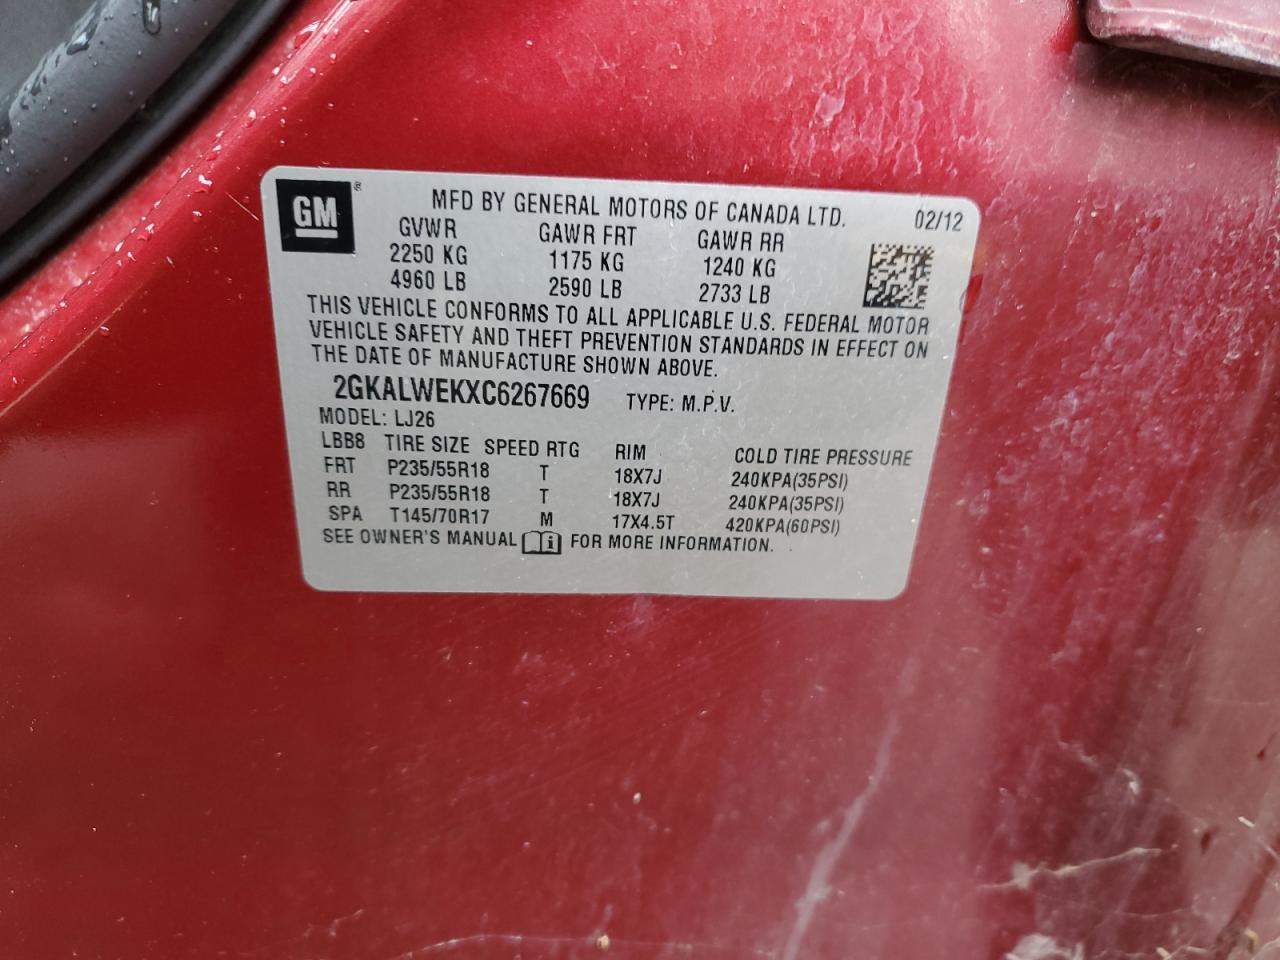 GM ®
MFD BY GENERAL MOTORS OF CANADA LTD. 02/12
GVWR GAWR FRT GAWR RR
2250 KG 1175 KG 1240 KG
4960 LB 2590 LB 2733 LB
THIS VEHICLE CONFORMS TO ALL APPLICABLE U.S. FEDERAL MOTOR
VEHICLE SAFETY AND THEFT PREVENTION STANDARDS IN EFFECT ON
THE DATE OF MANUFACTURE SHOWN ABOVE.
2GKALWEKXC6267669 TYPE: M.P.V.
MODEL: LJ26
LBB8 TIRE SIZE SPEED RTG RIM COLD TIRE PRESSURE
FRT P235/55R18 T 18X7J 240KPA(35PSI)
RR P235/55R18 T 18X7J 240KPA(35PSI)
SPA T145/70R17 M 17X4.5T 420KPA(60PSI)
SEE OWNER'S MANUAL i FOR MORE INFORMATION.